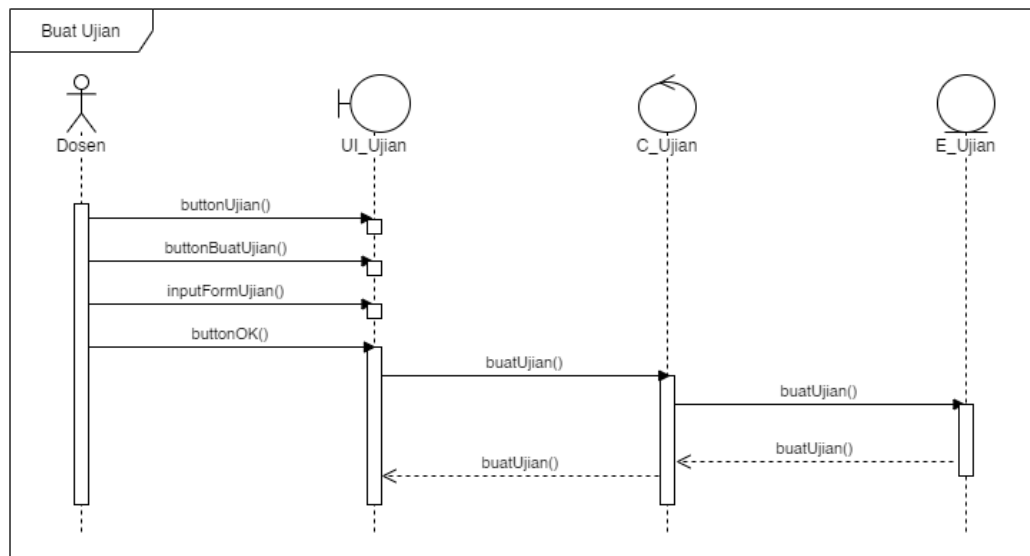 Buat Ujian
Dosen
UI_Ujian
C_Ujian
E_Ujian
buttonUjian()
buttonBuatUjian()
inputFormUjian()
buttonOK()
buatUjian()
buatUjian()
buatUjian()
buatUjian()